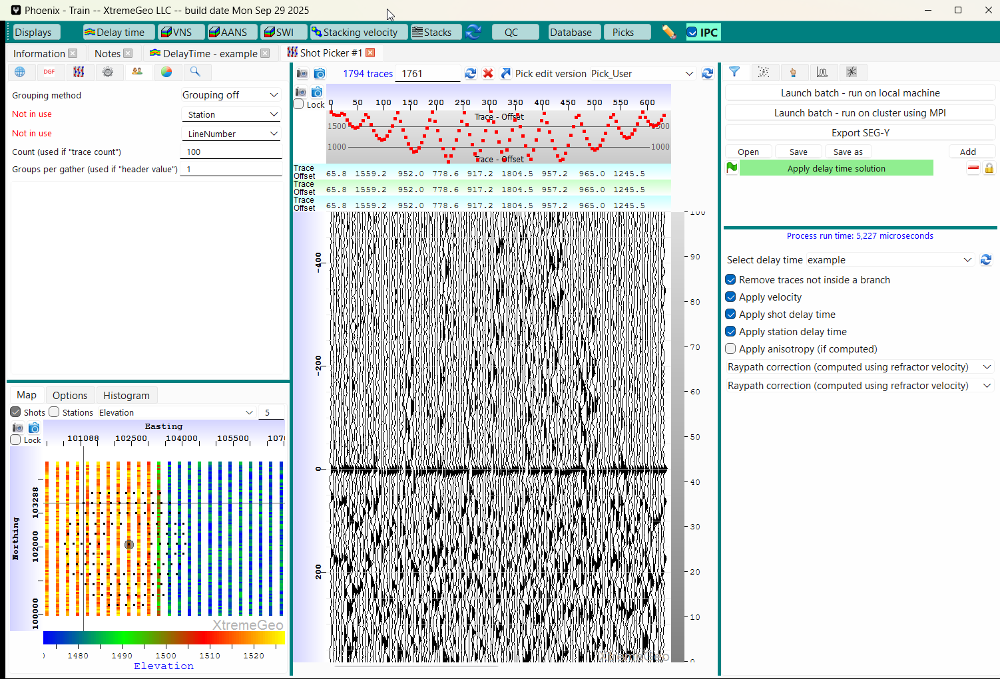 Phoenix - Train -- XtremeGeo LLC -- build date Mon Sep 29 2025
Displays Delay time VNS AANS SWI Stacking velocity Stacks QC Database Picks IPC
Information Notes DelayTime - example Shot Picker #1
DGF
1794 traces 1761 Pick edit version Pick_User
Grouping method Grouping off
Not in use Station
Not in use LineNumber
Count (used if "trace count") 100
Groups per gather (used if "header value") 1
Lock
0 50 100 150 200 250 300 350 400 450 500 550 600
Trace - Offset
1500 1500
1000 1000
Trace - Offset
Trace
Offset 65.8 1559.2 952.0 778.6 917.2 1804.5 957.2 965.0 1245.5
Trace
Offset 65.8 1559.2 952.0 778.6 917.2 1804.5 957.2 965.0 1245.5
Trace
Offset 65.8 1559.2 952.0 778.6 917.2 1804.5 957.2 965.0 1245.5
-400
-200
0
200
100
90
80
70
60
50
40
30
20
10
0
XtremeGeo
Launch batch - run on local machine
Launch batch - run on cluster using MPI
Export SEG-Y
Open Save Save as Add
Apply delay time solution
Process run time: 5,227 microseconds
Select delay time example
Remove traces not inside a branch
Apply velocity
Apply shot delay time
Apply station delay time
Apply anisotropy (if computed)
Raypath correction (computed using refractor velocity)
Raypath correction (computed using refractor velocity)
Map Options Histogram
Shots Stations Elevation 5
Easting
Lock
101088 102500 104000 105500 107
Northing
103288
102000
100000
XtremeGeo
1480 1490 1500 1510 1520
Elevation